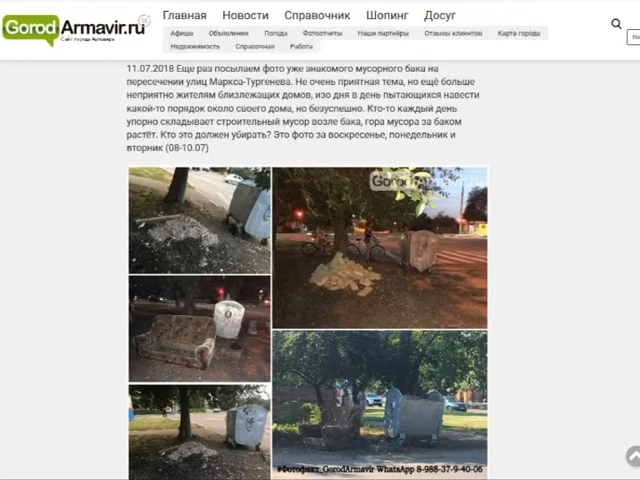 GorodArmavir.ru
Сайт города Армавира
Главная Новости Справочник Шопинг Досуг
Афиша Объявления Погода Фотоотчеты Наши партнёры Отзывы клиентов Карта города
Недвижимость Справочная Работа
11.07.2018 Еще раз посылаем фото уже знакомого мусорного бака на
пересечении улиц Маркса-Тургенева. Не очень приятная тема, но ещё больше
неприятно жителям близлежащих домов, изо дня в день пытающихся навести
какой-то порядок около своего дома, но безуспешно. Кто-то каждый день
упорно складывает строительный мусор возле бака, гора мусора за баком
растёт. Кто это должен убирать? Это фото за воскресенье, понедельник и
вторник (08-10.07)
GorodArmavir.ru
#Фотофакт_GorodArmavir WhatsApp 8-988-37-9-40-06